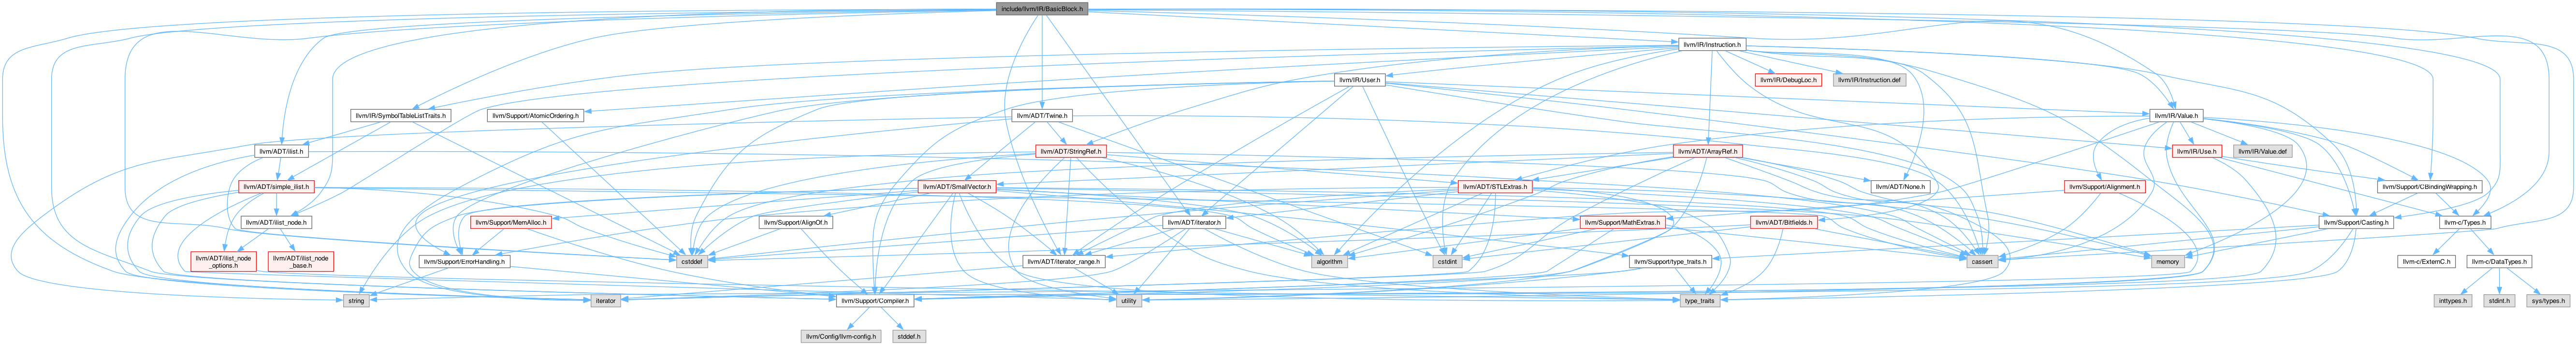 include/llvm/IR/BasicBlock.h
llvm/IR/Instruction.h
llvm/IR/User.h
llvm/IR/DebugLoc.h
llvm/IR/Instruction.def
llvm/IR/SymbolTableListTraits.h
llvm/Support/AtomicOrdering.h
llvm/ADT/Twine.h
llvm/IR/Value.h
llvm/ADT/ilist.h
llvm/ADT/StringRef.h
llvm/ADT/ArrayRef.h
llvm/IR/Use.h
llvm/IR/Value.def
llvm/ADT/simple_ilist.h
llvm/ADT/SmallVector.h
llvm/ADT/STLExtras.h
llvm/ADT/None.h
llvm/Support/Alignment.h
llvm/Support/CBindingWrapping.h
llvm/ADT/ilist_node.h
llvm/Support/MemAlloc.h
llvm/Support/AlignOf.h
llvm/ADT/iterator.h
llvm/Support/MathExtras.h
llvm/ADT/Bitfields.h
llvm/Support/Casting.h
llvm-c/Types.h
llvm/ADT/ilist_node
_options.h
llvm/ADT/ilist_node
_base.h
llvm/Support/ErrorHandling.h
cstddef
llvm/ADT/iterator_range.h
algorithm
cstdint
llvm/Support/type_traits.h
cassert
memory
llvm-c/ExternC.h
llvm-c/DataTypes.h
string
iterator
llvm/Support/Compiler.h
utility
type_traits
inttypes.h
stdint.h
sys/types.h
llvm/Config/llvm-config.h
stddef.h